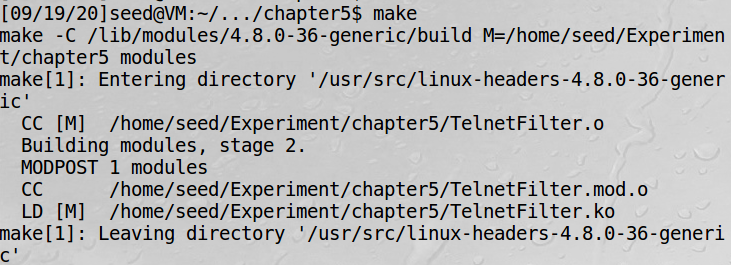 [09/19/20]seed@VM:~/.../chapter5$ make
make -C /lib/modules/4.8.0-36-generic/build M=/home/seed/Experimen
t/chapter5 modules
make[1]: Entering directory '/usr/src/linux-headers-4.8.0-36-gener
ic'
  CC [M]  /home/seed/Experiment/chapter5/TelnetFilter.o
  Building modules, stage 2.
  MODPOST 1 modules
  CC      /home/seed/Experiment/chapter5/TelnetFilter.mod.o
  LD [M]  /home/seed/Experiment/chapter5/TelnetFilter.ko
make[1]: Leaving directory '/usr/src/linux-headers-4.8.0-36-generi
c'